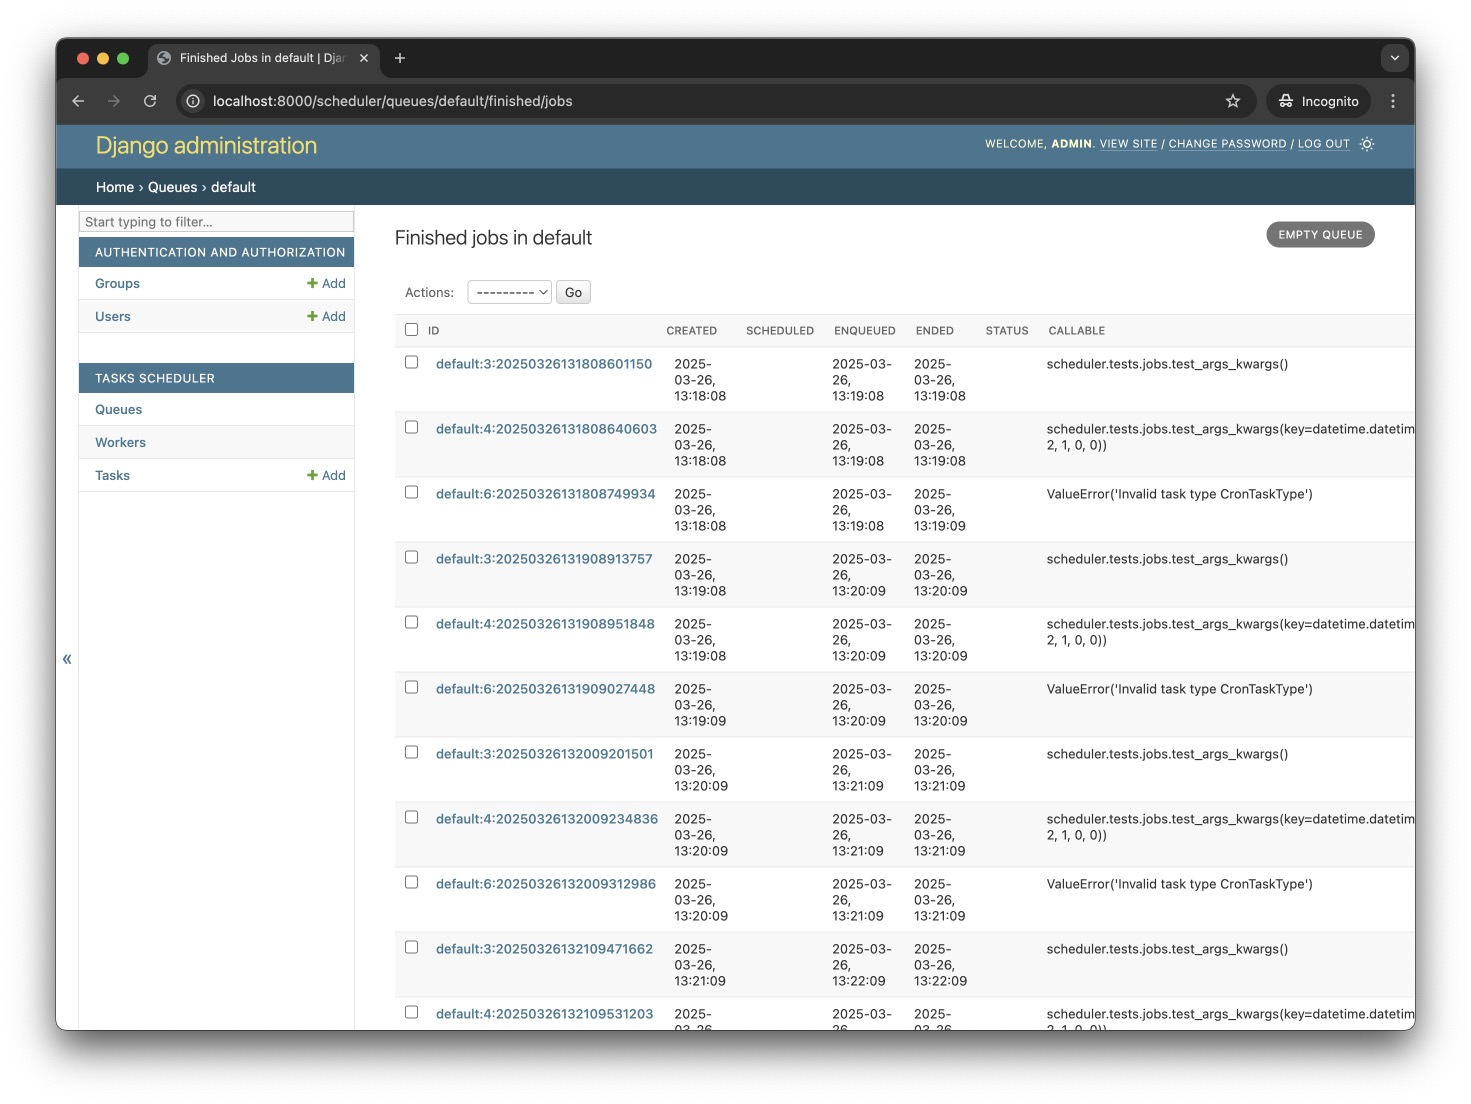 Finished Jobs in default | Dja
localhost:8000/scheduler/queues/default/finished/jobs
Incognito
Django administration
WELCOME, ADMIN. VIEW SITE / CHANGE PASSWORD / LOG OUT
Home › Queues › default
Start typing to filter...
AUTHENTICATION AND AUTHORIZATION
Groups + Add
Users + Add
TASKS SCHEDULER
Queues
Workers
Tasks + Add
«
Finished jobs in default
EMPTY QUEUE
Actions: --------- Go
ID CREATED SCHEDULED ENQUEUED ENDED STATUS CALLABLE
default:3:20250326131808601150 2025- 2025-03- 2025- scheduler.tests.jobs.test_args_kwargs()
03-26, 26, 03-26,
13:18:08 13:19:08 13:19:08
default:4:20250326131808640603 2025- 2025-03- 2025- scheduler.tests.jobs.test_args_kwargs(key=datetime.datetim
03-26, 26, 03-26, 2, 1, 0, 0))
13:18:08 13:19:08 13:19:08
default:6:20250326131808749934 2025- 2025-03- 2025- ValueError('Invalid task type CronTaskType')
03-26, 26, 03-26,
13:18:08 13:19:08 13:19:09
default:3:20250326131908913757 2025- 2025-03- 2025- scheduler.tests.jobs.test_args_kwargs()
03-26, 26, 03-26,
13:19:08 13:20:09 13:20:09
default:4:20250326131908951848 2025- 2025-03- 2025- scheduler.tests.jobs.test_args_kwargs(key=datetime.datetim
03-26, 26, 03-26, 2, 1, 0, 0))
13:19:08 13:20:09 13:20:09
default:6:20250326131909027448 2025- 2025-03- 2025- ValueError('Invalid task type CronTaskType')
03-26, 26, 03-26,
13:19:09 13:20:09 13:20:09
default:3:20250326132009201501 2025- 2025-03- 2025- scheduler.tests.jobs.test_args_kwargs()
03-26, 26, 03-26,
13:20:09 13:21:09 13:21:09
default:4:20250326132009234836 2025- 2025-03- 2025- scheduler.tests.jobs.test_args_kwargs(key=datetime.datetim
03-26, 26, 03-26, 2, 1, 0, 0))
13:20:09 13:21:09 13:21:09
default:6:20250326132009312986 2025- 2025-03- 2025- ValueError('Invalid task type CronTaskType')
03-26, 26, 03-26,
13:20:09 13:21:09 13:21:09
default:3:20250326132109471662 2025- 2025-03- 2025- scheduler.tests.jobs.test_args_kwargs()
03-26, 26, 03-26,
13:21:09 13:22:09 13:22:09
default:4:20250326132109531203 2025- 2025-03- 2025- scheduler.tests.jobs.test_args_kwargs(key=datetime.datetim
03-26 26 03-26 2, 1, 0, 0))